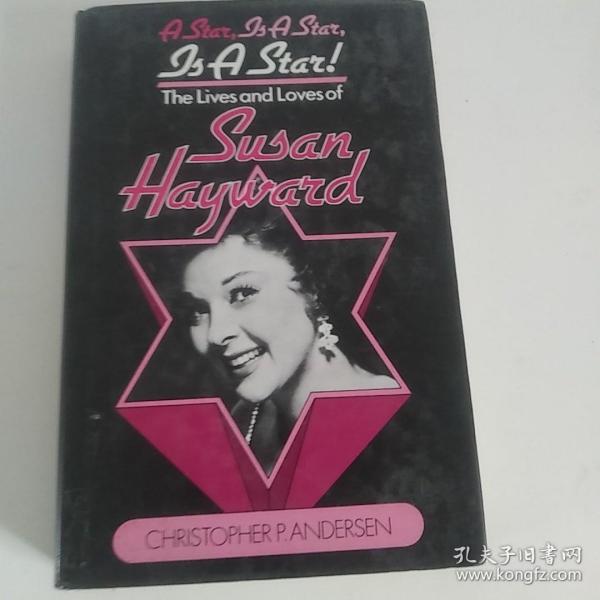 A Star, Is A Star,
Is A Star!
The Lives and Loves of
Susan
Hayward
CHRISTOPHER P. ANDERSEN
孔夫子旧书网
www.kongfz.com